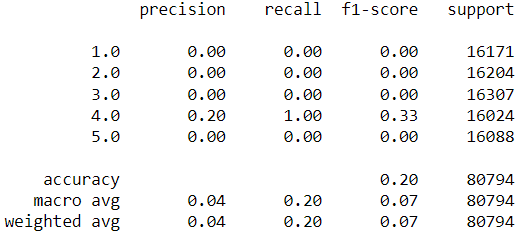 precision recall f1-score support
1.0 0.00 0.00 0.00 16171
2.0 0.00 0.00 0.00 16204
3.0 0.00 0.00 0.00 16307
4.0 0.20 1.00 0.33 16024
5.0 0.00 0.00 0.00 16088
accuracy 0.20 80794
macro avg 0.04 0.20 0.07 80794
weighted avg 0.04 0.20 0.07 80794